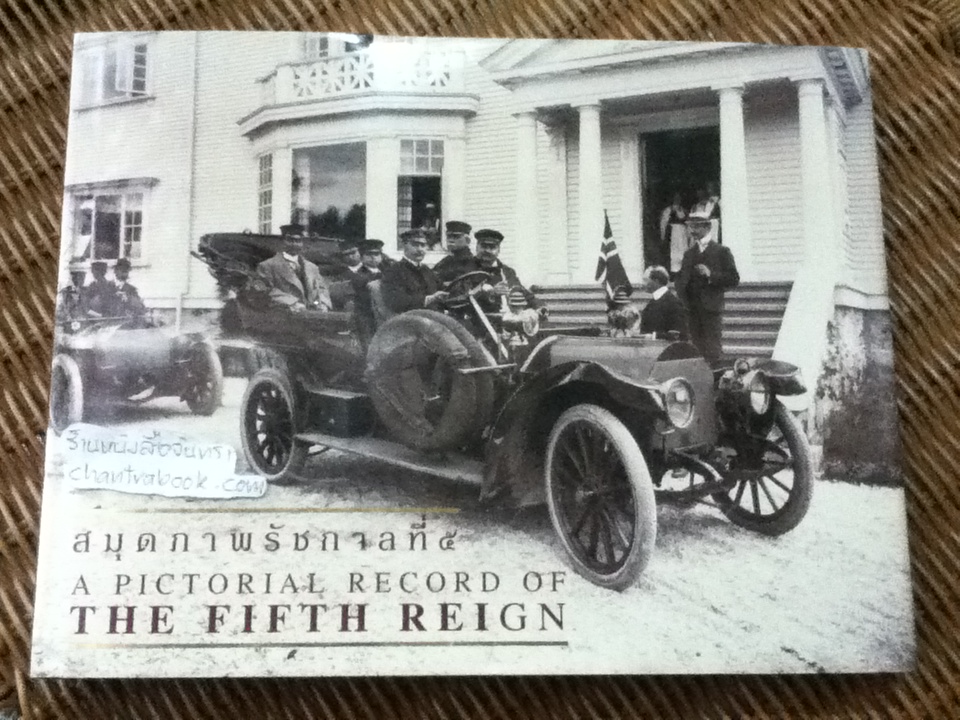 ร้านหนังสือจันทรา
chantrabook.com
สมุดภาพรัชกาลที่ ๕
A PICTORIAL RECORD OF
THE FIFTH REIGN